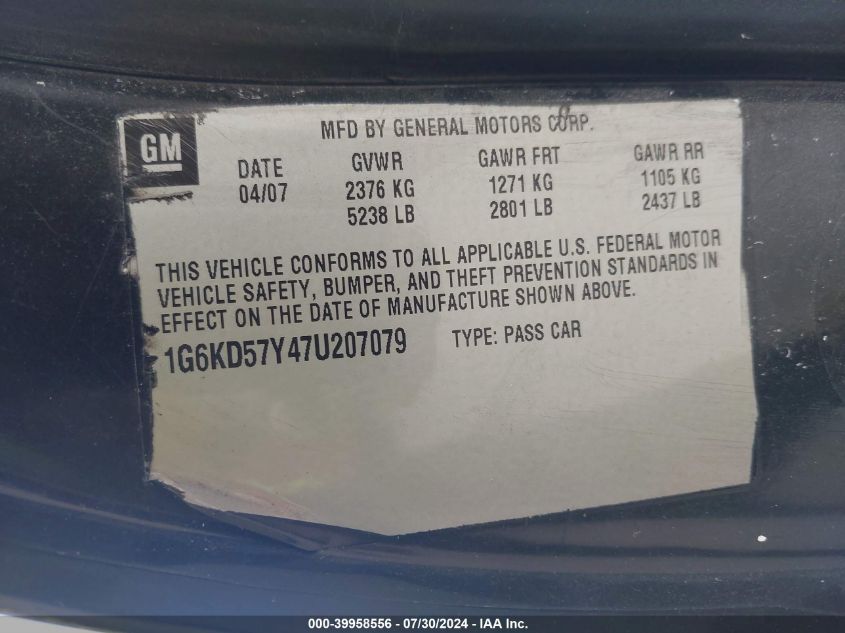 GM
MFD BY GENERAL MOTORS CORP.
DATE GVWR GAWR FRT GAWR RR
04/07 2376 KG 1271 KG 1105 KG
5238 LB 2801 LB 2437 LB
THIS VEHICLE CONFORMS TO ALL APPLICABLE U.S. FEDERAL MOTOR
VEHICLE SAFETY, BUMPER, AND THEFT PREVENTION STANDARDS IN
EFFECT ON THE DATE OF MANUFACTURE SHOWN ABOVE.
1G6KD57Y47U207079 TYPE: PASS CAR
000-39958556 / 07/30/2024 - IAA Inc.